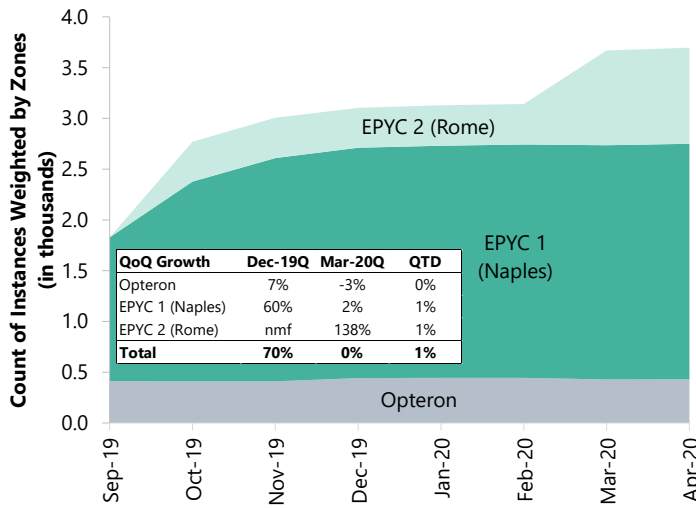 Count of Instances Weighted by Zones
(in thousands)
4.0
3.5
3.0
2.5
2.0
1.5
1.0
0.5
0.0
EPYC 2 (Rome)
EPYC 1
(Naples)
QoQ Growth Dec-19Q Mar-20Q QTD
Opteron 7% -3% 0%
EPYC 1 (Naples) 60% 2% 1%
EPYC 2 (Rome) nmf 138% 1%
Total 70% 0% 1%
Opteron
Sep-19
Oct-19
Nov-19
Dec-19
Jan-20
Feb-20
Mar-20
Apr-20